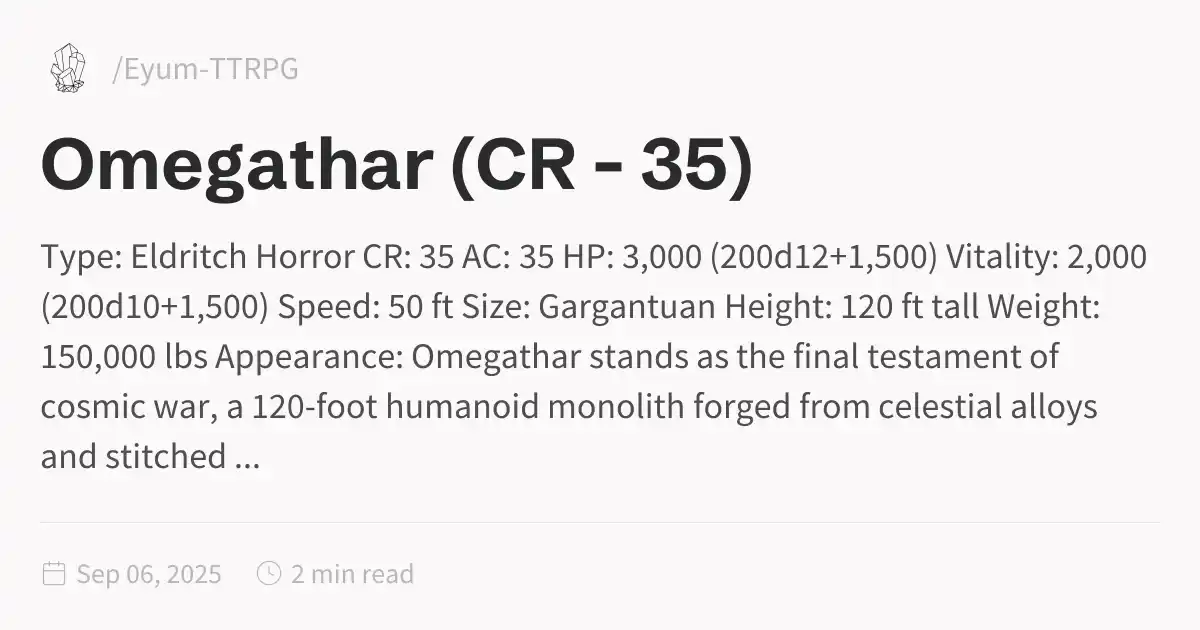 /Eyum-TTRPG
Omegathar (CR - 35)
Type: Eldritch Horror CR: 35 AC: 35 HP: 3,000 (200d12+1,500) Vitality: 2,000
(200d10+1,500) Speed: 50 ft Size: Gargantuan Height: 120 ft tall Weight:
150,000 lbs Appearance: Omegathar stands as the final testament of
cosmic war, a 120-foot humanoid monolith forged from celestial alloys
and stitched ...
Sep 06, 2025 2 min read